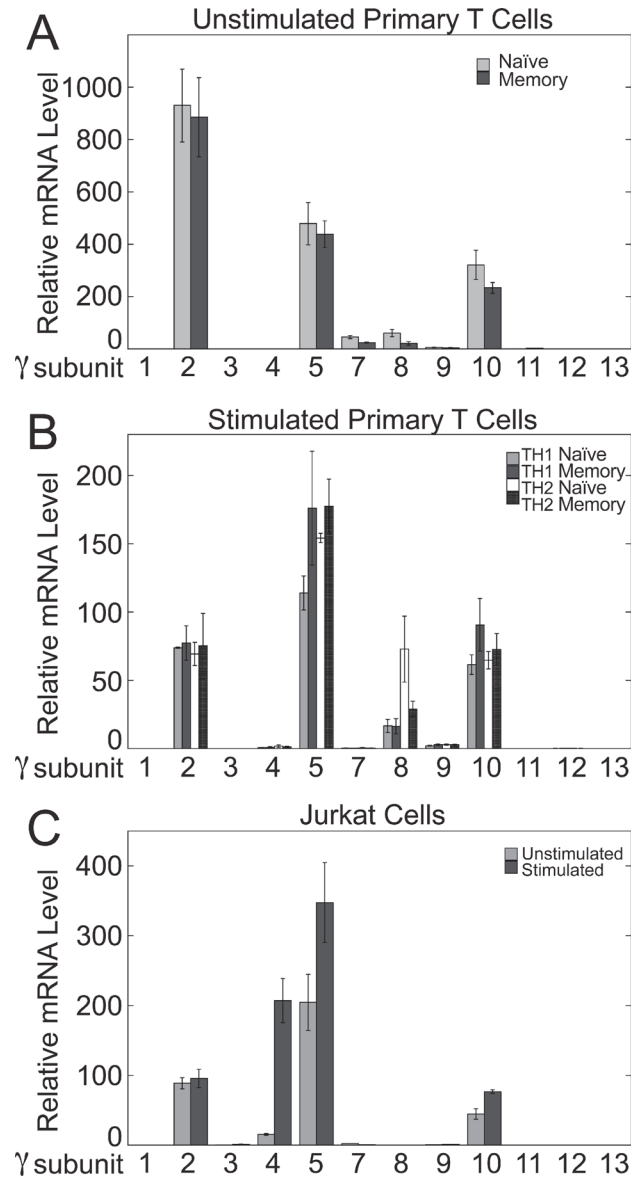 A
Unstimulated Primary T Cells
Naïve
Memory
Relative mRNA Level
1000
800
600
400
200
0
γ subunit 1 2 3 4 5 7 8 9 10 11 12 13
B
Stimulated Primary T Cells
TH1 Naïve
TH1 Memory
TH2 Naïve
TH2 Memory
Relative mRNA Level
200
150
100
50
0
γ subunit 1 2 3 4 5 7 8 9 10 11 12 13
C
Jurkat Cells
Unstimulated
Stimulated
Relative mRNA Level
400
300
200
100
0
γ subunit 1 2 3 4 5 7 8 9 10 11 12 13